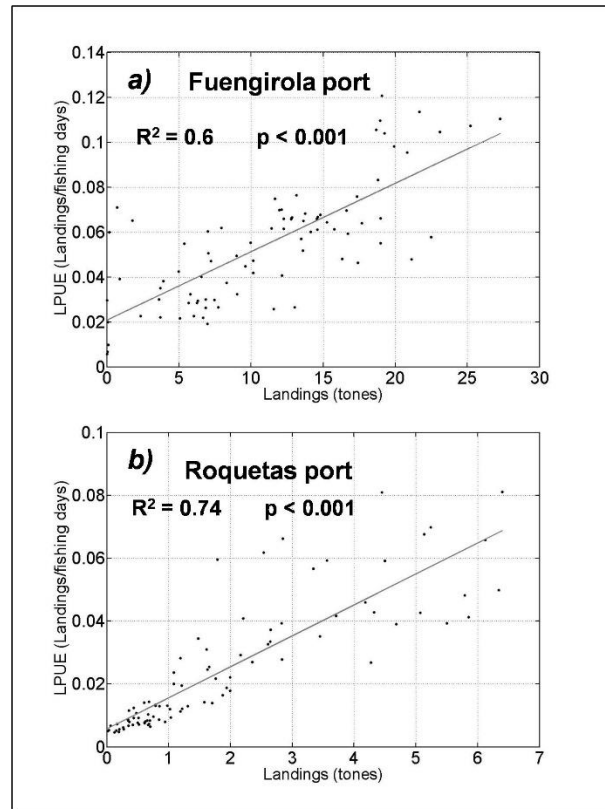 a) Fuengirola port
R² = 0.6 p < 0.001
LPUE (Landings/fishing days)
0.14
0.12
0.1
0.08
0.06
0.04
0.02
0
0 5 10 15 20 25 30
Landings (tones)
b) Roquetas port
R² = 0.74 p < 0.001
LPUE (Landings/fishing days)
0.1
0.08
0.06
0.04
0.02
0
0 1 2 3 4 5 6 7
Landings (tones)